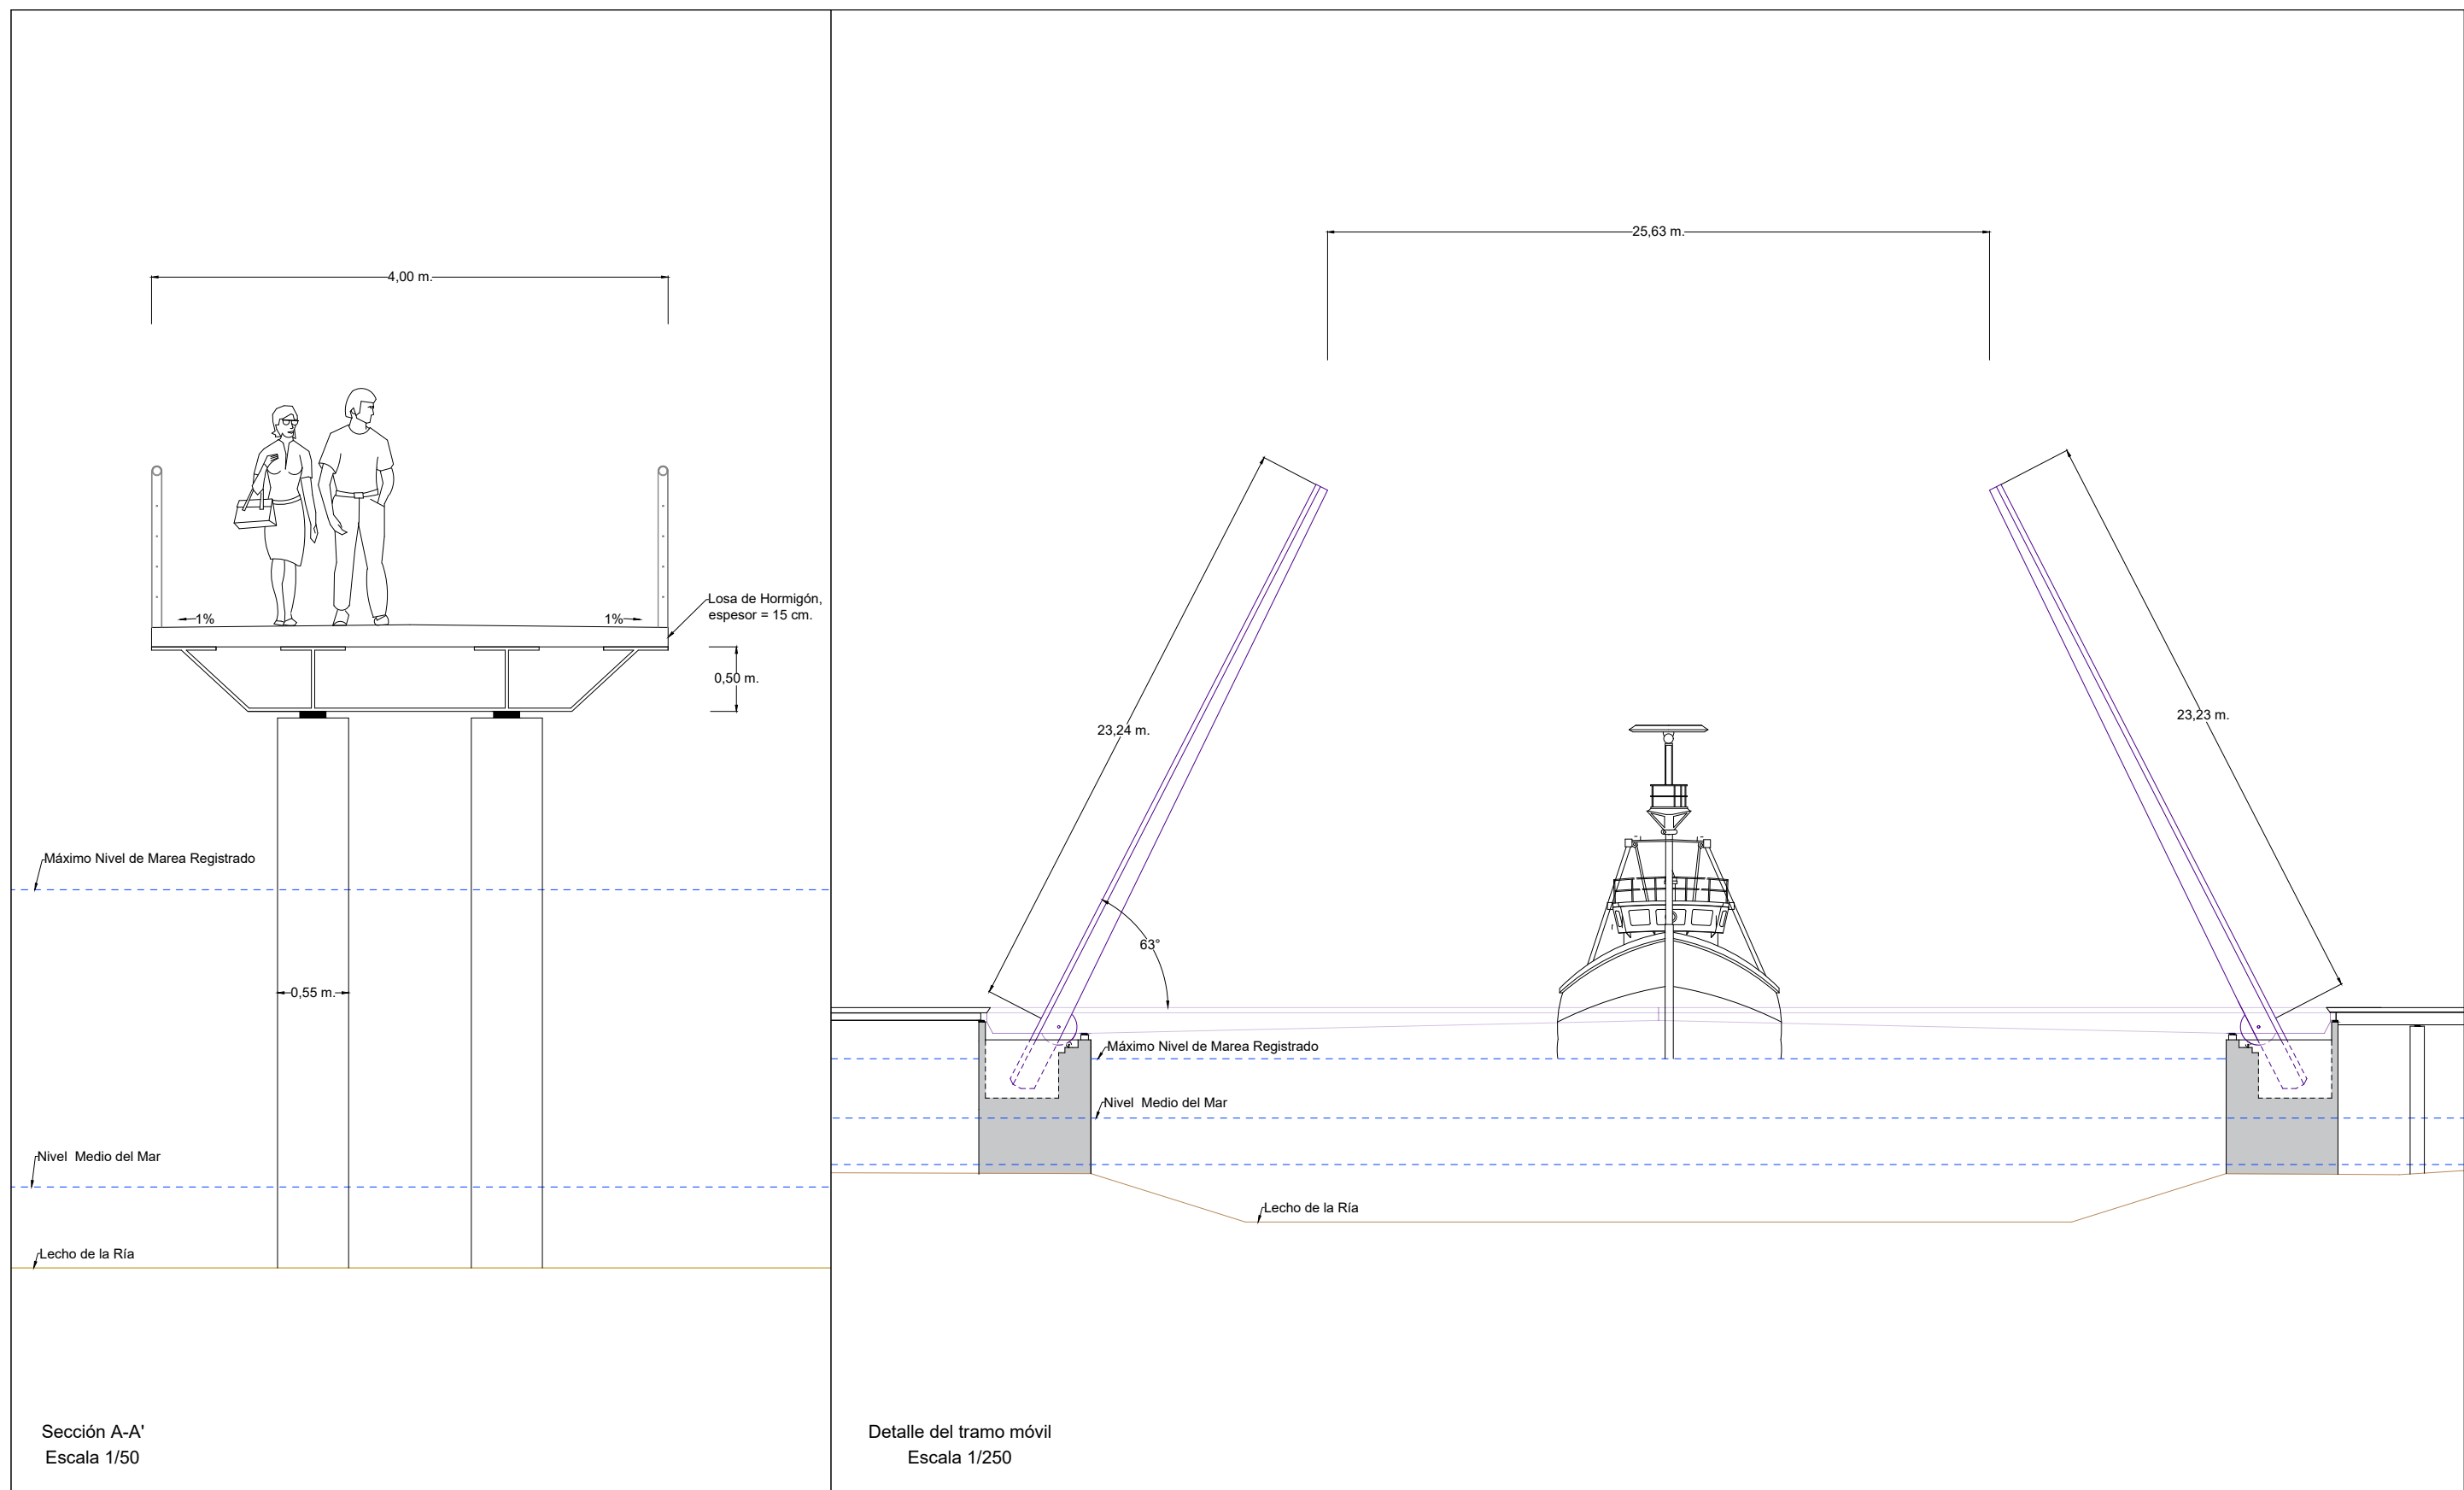 4,00 m.
1%
1%
Losa de Hormigón,
espesor = 15 cm.
0,50 m.
Máximo Nivel de Marea Registrado
0,55 m.
Nivel Medio del Mar
Lecho de la Ría
Sección A-A'
Escala 1/50
25,63 m.
23,24 m.
23,23 m.
63°
Máximo Nivel de Marea Registrado
Nivel Medio del Mar
Lecho de la Ría
Detalle del tramo móvil
Escala 1/250